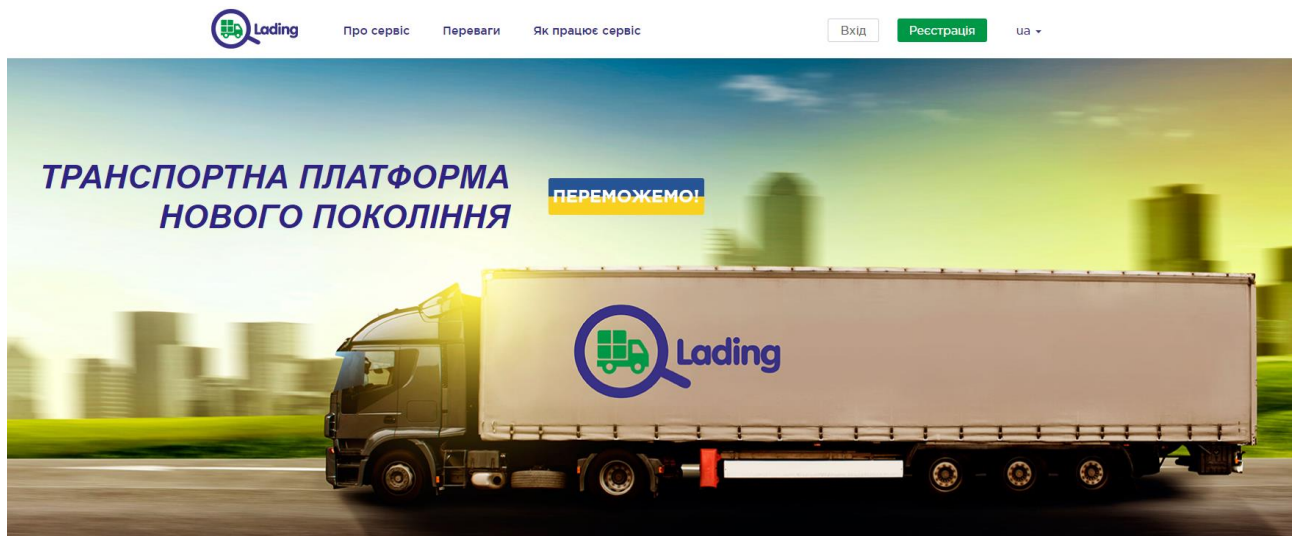 Lading
Про сервіс
Переваги
Як працює сервіс
Вхід
Реєстрація
ua
ТРАНСПОРТНА ПЛАТФОРМА
НОВОГО ПОКОЛІННЯ
ПЕРЕМОЖЕМО!
Lading